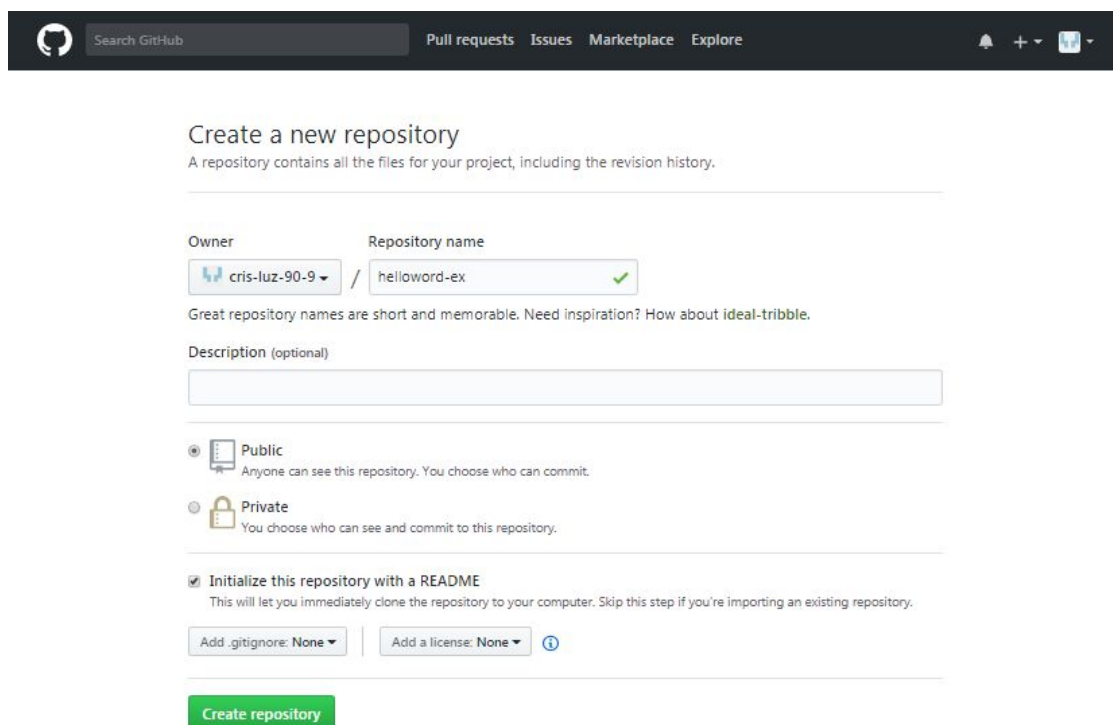 Search GitHub
Pull requests Issues Marketplace Explore
Create a new repository
A repository contains all the files for your project, including the revision history.
Owner Repository name
cris-luz-90-9 / helloword-ex
Great repository names are short and memorable. Need inspiration? How about ideal-tribble.
Description (optional)
Public
Anyone can see this repository. You choose who can commit.
Private
You choose who can see and commit to this repository.
Initialize this repository with a README
This will let you immediately clone the repository to your computer. Skip this step if you're importing an existing repository.
Add .gitignore: None Add a license: None
Create repository